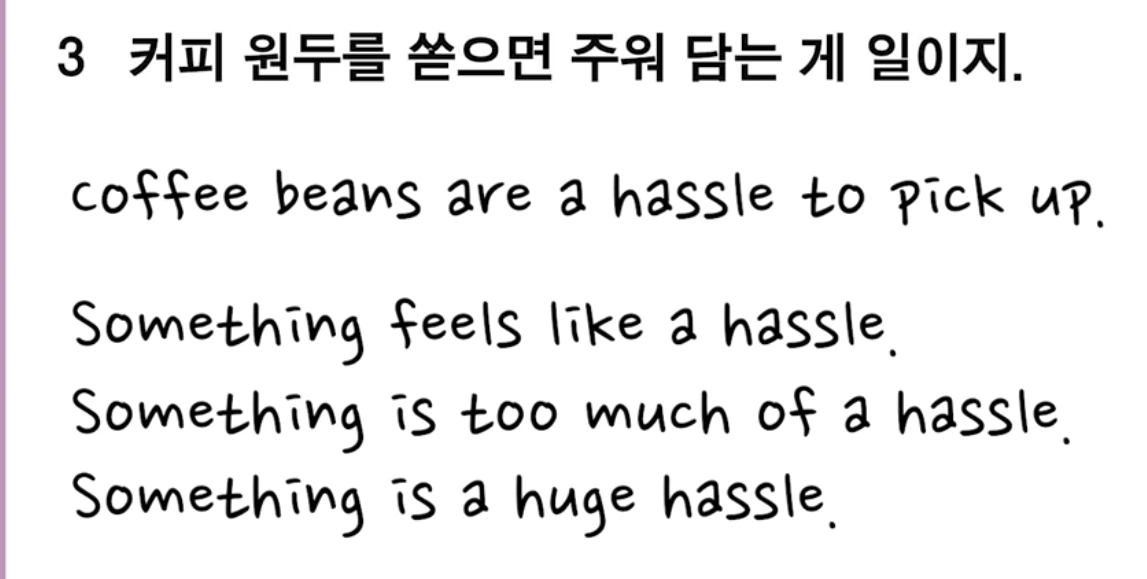 3 커피 원두를 쏟으면 주워 담는 게 일이지.
coffee beans are a hassle to pick up.
Something feels like a hassle.
Something is too much of a hassle.
Something is a huge hassle.